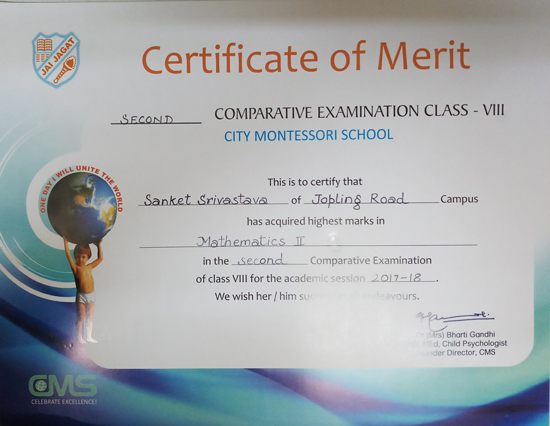 JAI JAGAT
Certificate of Merit
SECOND COMPARATIVE EXAMINATION CLASS - VIII
CITY MONTESSORI SCHOOL
ONE DAY I WILL UNITE THE WORLD
This is to certify that
Sanket Srivastava of Jopling Road Campus
has acquired highest marks in
Mathematics II
in the second Comparative Examination
of class VIII for the academic session 2017-18.
We wish her / him endeavours.
Bharti Gandhi
Child Psychologist
Director, CMS
CMS
CELEBRATE EXCELLENCE!